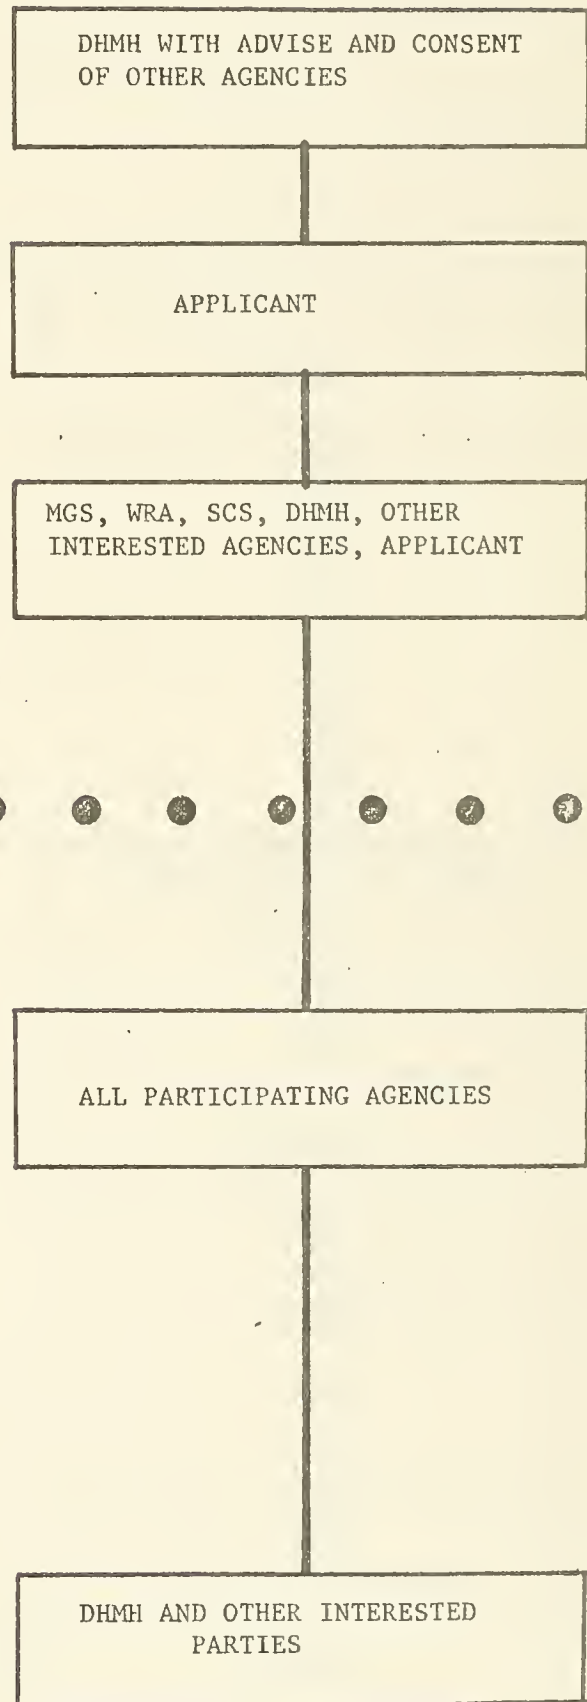 DHMH WITH ADVISE AND CONSENT
OF OTHER AGENCIES
APPLICANT
MGS, WRA, SCS, DHMH, OTHER
INTERESTED AGENCIES, APPLICANT
ALL PARTICIPATING AGENCIES
DHMH AND OTHER INTERESTED
PARTIES